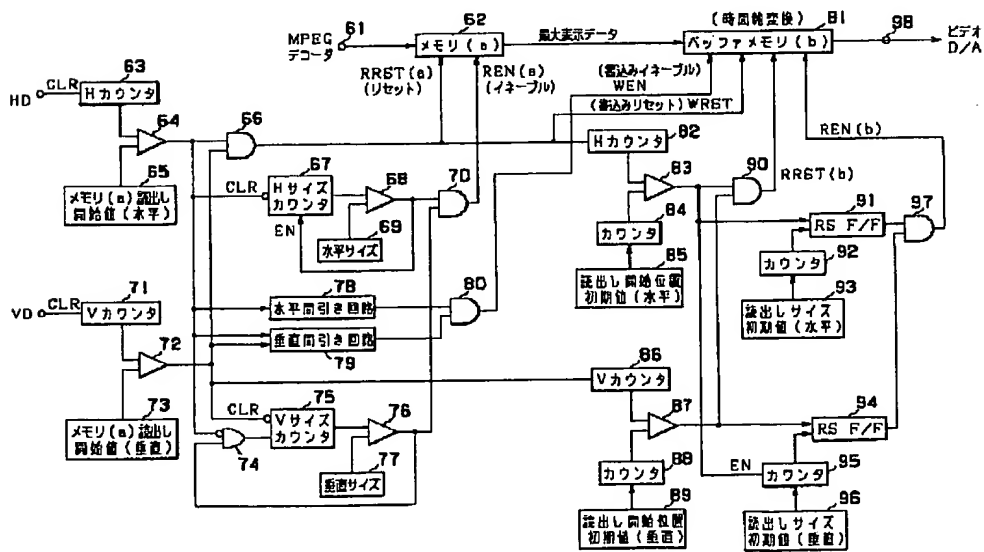 MPEG
デコーダ
61
62
メモリ(a)
最大表示データ
(時間軸変換)
81
バッファメモリ(b)
98
ビデオ
D/A
HD
CLR
63
Hカウンタ
64
65
メモリ(a)読出し
開始値(水平)
66
RRST(a)
(リセット)
REN(a)
(イネーブル)
(書込みイネーブル)
WEN
(書込みリセット)WRST
67
CLR
Hサイズ
カウンタ
EN
68
69
水平サイズ
70
82
Hカウンタ
83
84
カウンタ
85
読出し開始位置
初期値(水平)
90
RRST(b)
REN(b)
91
RS F/F
92
カウンタ
93
読出しサイズ
初期値(水平)
97
78
水平間引き回路
垂直間引き回路
79
80
VD
CLR
71
Vカウンタ
72
73
メモリ(a)読出し
開始値(垂直)
74
CLR
75
Vサイズ
カウンタ
76
77
垂直サイズ
86
Vカウンタ
87
88
カウンタ
89
読出し開始位置
初期値(垂直)
94
RS F/F
EN
95
カウンタ
96
読出しサイズ
初期値(垂直)